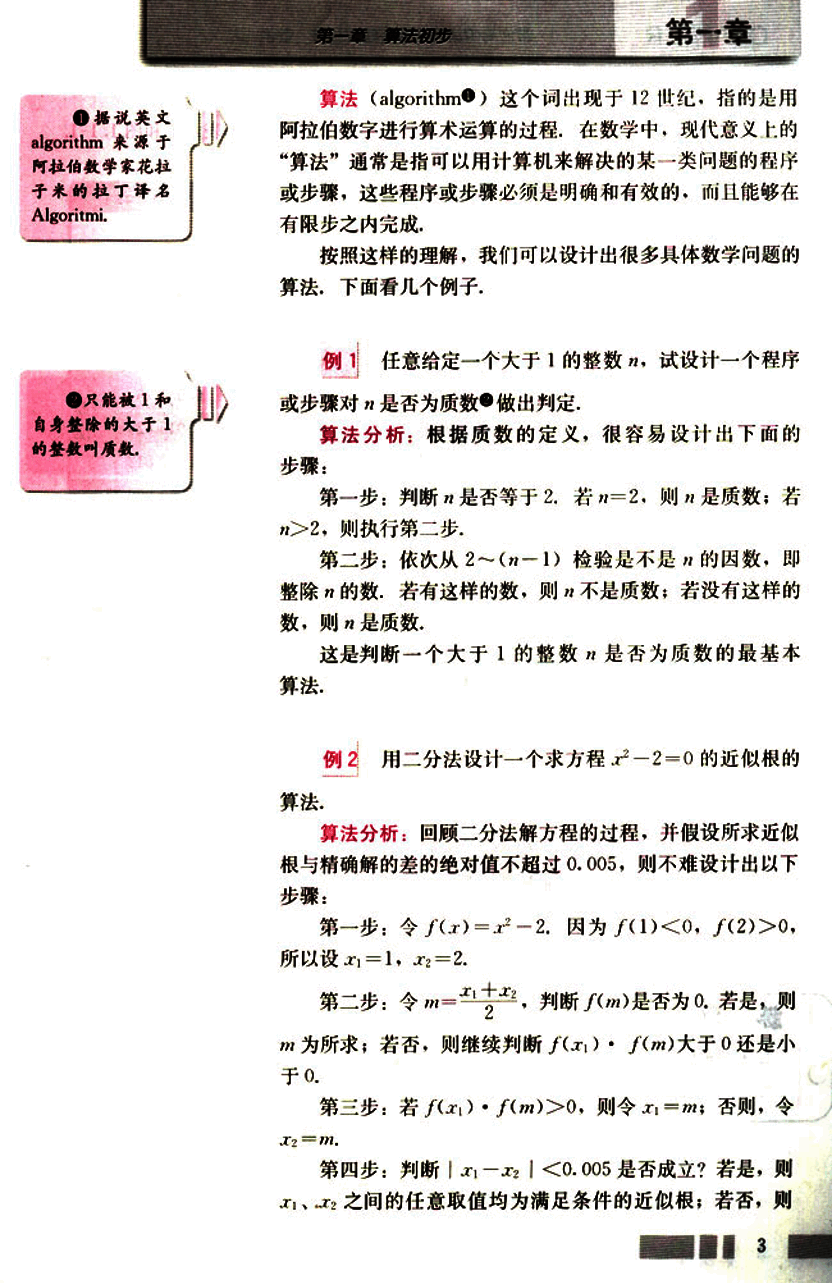 第一章 算法初步
第一章
算法（algorithm❶）这个词出现于 12 世纪，指的是用
阿拉伯数字进行算术运算的过程．在数学中，现代意义上的
“算法”通常是指可以用计算机来解决的某一类问题的程序
或步骤，这些程序或步骤必须是明确和有效的，而且能够在
有限步之内完成．
按照这样的理解，我们可以设计出很多具体数学问题的
算法．下面看几个例子．
❶据说英文
algorithm 来源于
阿拉伯数学家花拉
子米的拉丁译名
Algoritmi.
例 1 任意给定一个大于 1 的整数 n，试设计一个程序
或步骤对 n 是否为质数❷做出判定．
❷只能被 1 和
自身整除的大于 1
的整数叫质数．
算法分析：根据质数的定义，很容易设计出下面的
步骤：
第一步：判断 n 是否等于 2．若 n=2，则 n 是质数；若
n>2，则执行第二步．
第二步：依次从 2～(n－1) 检验是不是 n 的因数，即
整除 n 的数．若有这样的数，则 n 不是质数；若没有这样的
数，则 n 是质数．
这是判断一个大于 1 的整数 n 是否为质数的最基本
算法．
例 2 用二分法设计一个求方程 x²－2=0 的近似根的
算法．
算法分析：回顾二分法解方程的过程，并假设所求近似
根与精确解的差的绝对值不超过 0.005，则不难设计出以下
步骤：
第一步：令 f(x)=x²－2．因为 f(1)<0，f(2)>0，
所以设 x₁=1，x₂=2．
第二步：令 m=(x₁+x₂)/2，判断 f(m)是否为 0．若是，则
m 为所求；若否，则继续判断 f(x₁)·f(m)大于 0 还是小
于 0．
第三步：若 f(x₁)·f(m)>0，则令 x₁=m；否则，令
x₂=m．
第四步：判断|x₁－x₂|<0.005 是否成立？若是，则
x₁、x₂ 之间的任意取值均为满足条件的近似根；若否，则
3